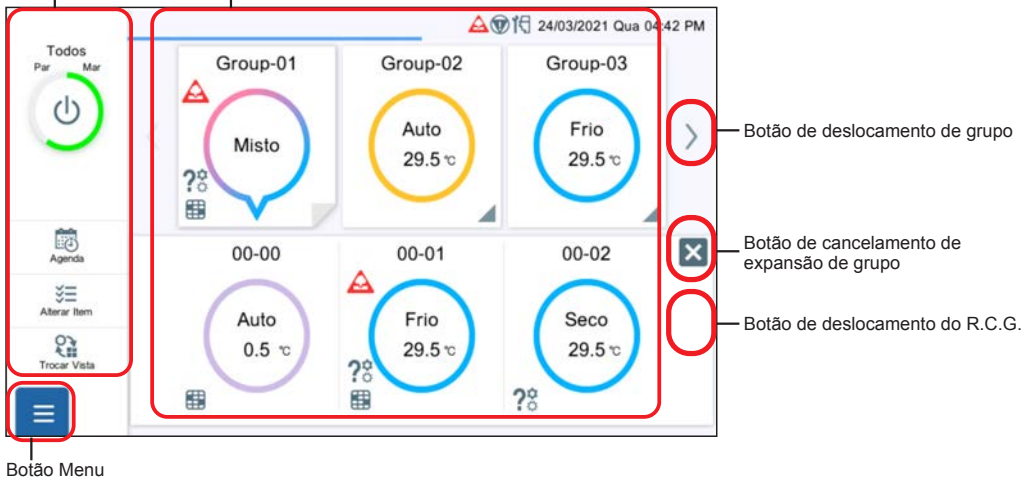 24/03/2021 Qua 04:42 PM
Todos
Par Mar
Group-01
Group-02
Group-03
Misto
Auto
29.5 ℃
Frio
29.5 ℃
Botão de deslocamento de grupo
Agenda
Alterar Item
Trocar Vista
00-00
00-01
00-02
Auto
0.5 ℃
Frio
29.5 ℃
Seco
29.5 ℃
Botão de cancelamento de
expansão de grupo
Botão de deslocamento do R.C.G.
Botão Menu